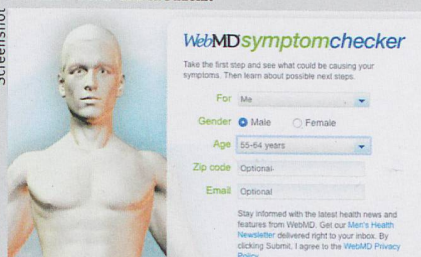 Screenshot
WebMD symptomchecker
Take the first step and see what could be causing your
symptoms. Then learn about possible next steps.
For Me
Gender Male Female
Age 55-64 years
Zip code Optional
Email Optional
Stay informed with the latest health news and
features from WebMD. Get our Men's Health
Newsletter delivered right to your inbox. By
clicking Submit, I agree to the WebMD Privacy
Policy